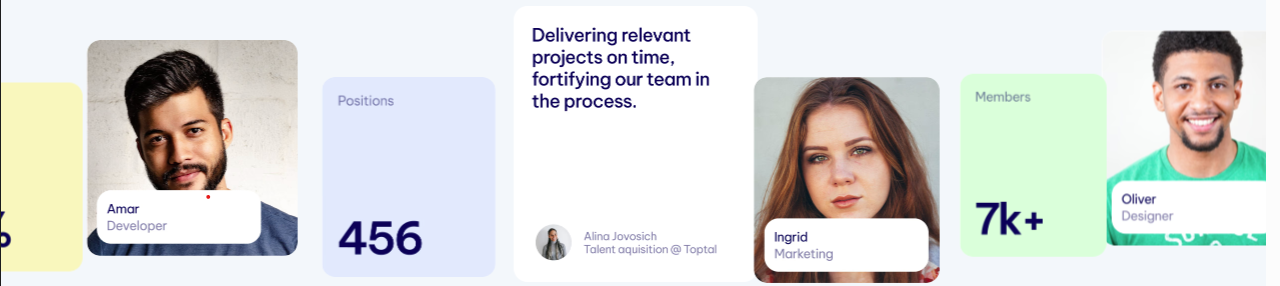 %
Amar
Developer
Positions
456
Delivering relevant
projects on time,
fortifying our team in
the process.
Alina Jovosich
Talent aquisition @ Toptal
Ingrid
Marketing
Members
7k+
Oliver
Designer